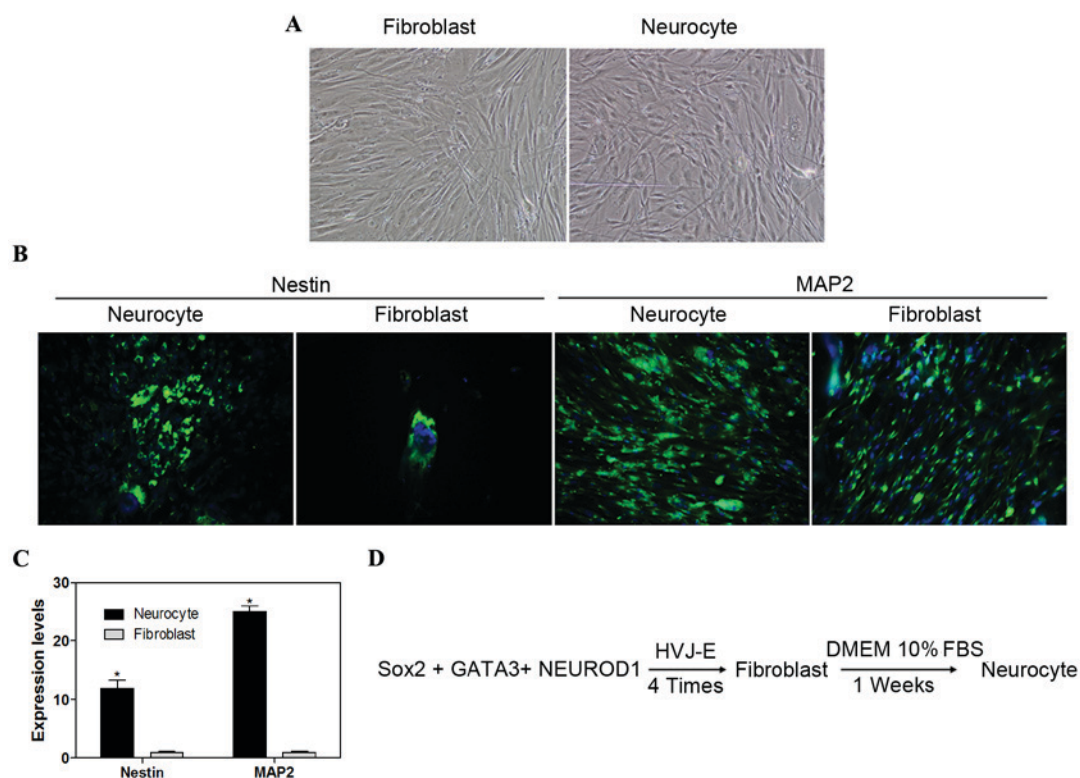 A
Fibroblast
Neurocyte
B
Nestin
MAP2
Neurocyte
Fibroblast
Neurocyte
Fibroblast
C
Expression levels
30
20
10
0
Neurocyte
Fibroblast
*
*
Nestin
MAP2
D
Sox2 + GATA3+ NEUROD1
HVJ-E
4 Times
Fibroblast
DMEM 10% FBS
1 Weeks
Neurocyte